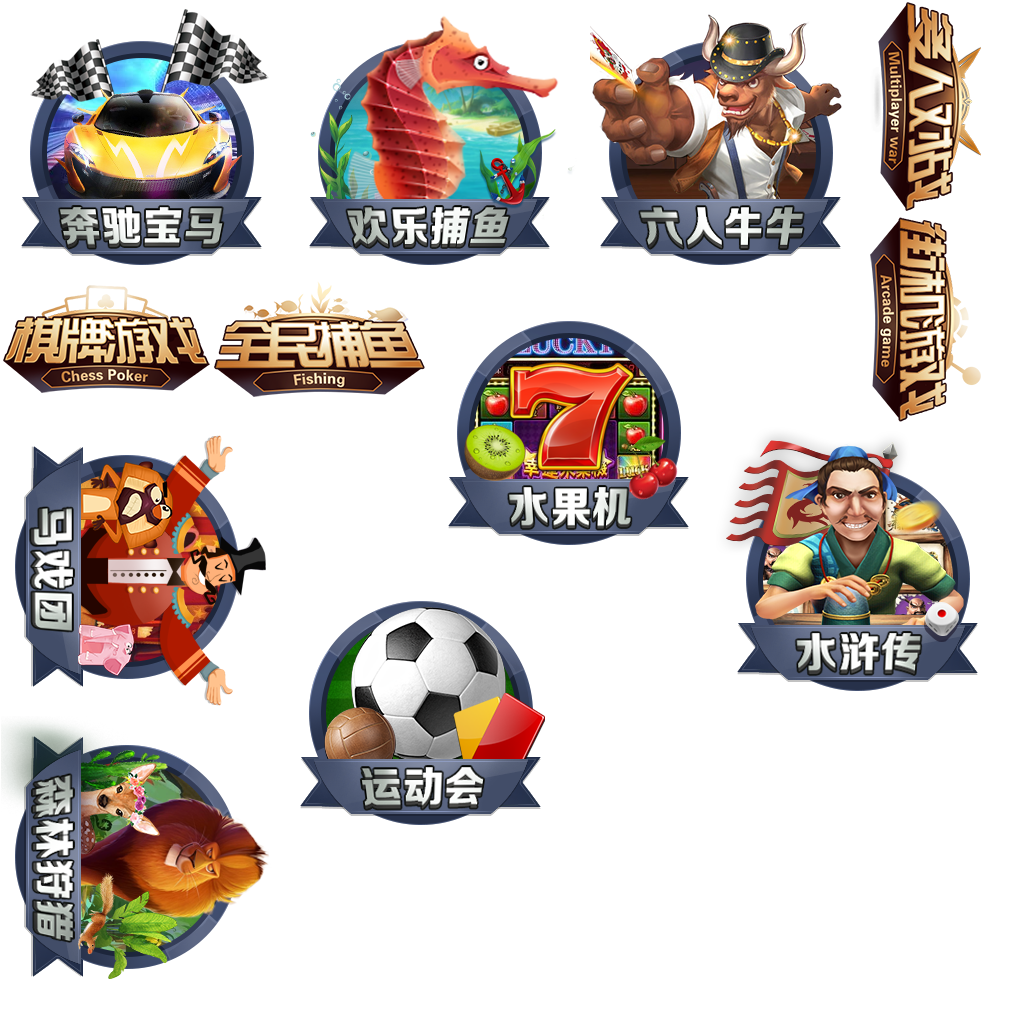 奔驰宝马
欢乐捕鱼
六人牛牛
多人对战
Multiplayer war
街机游戏
Arcade game
棋牌游戏
Chess Poker
全民捕鱼
Fishing
LUCKY
7
水果机
马戏团
水浒传
运动会
森林狩猎